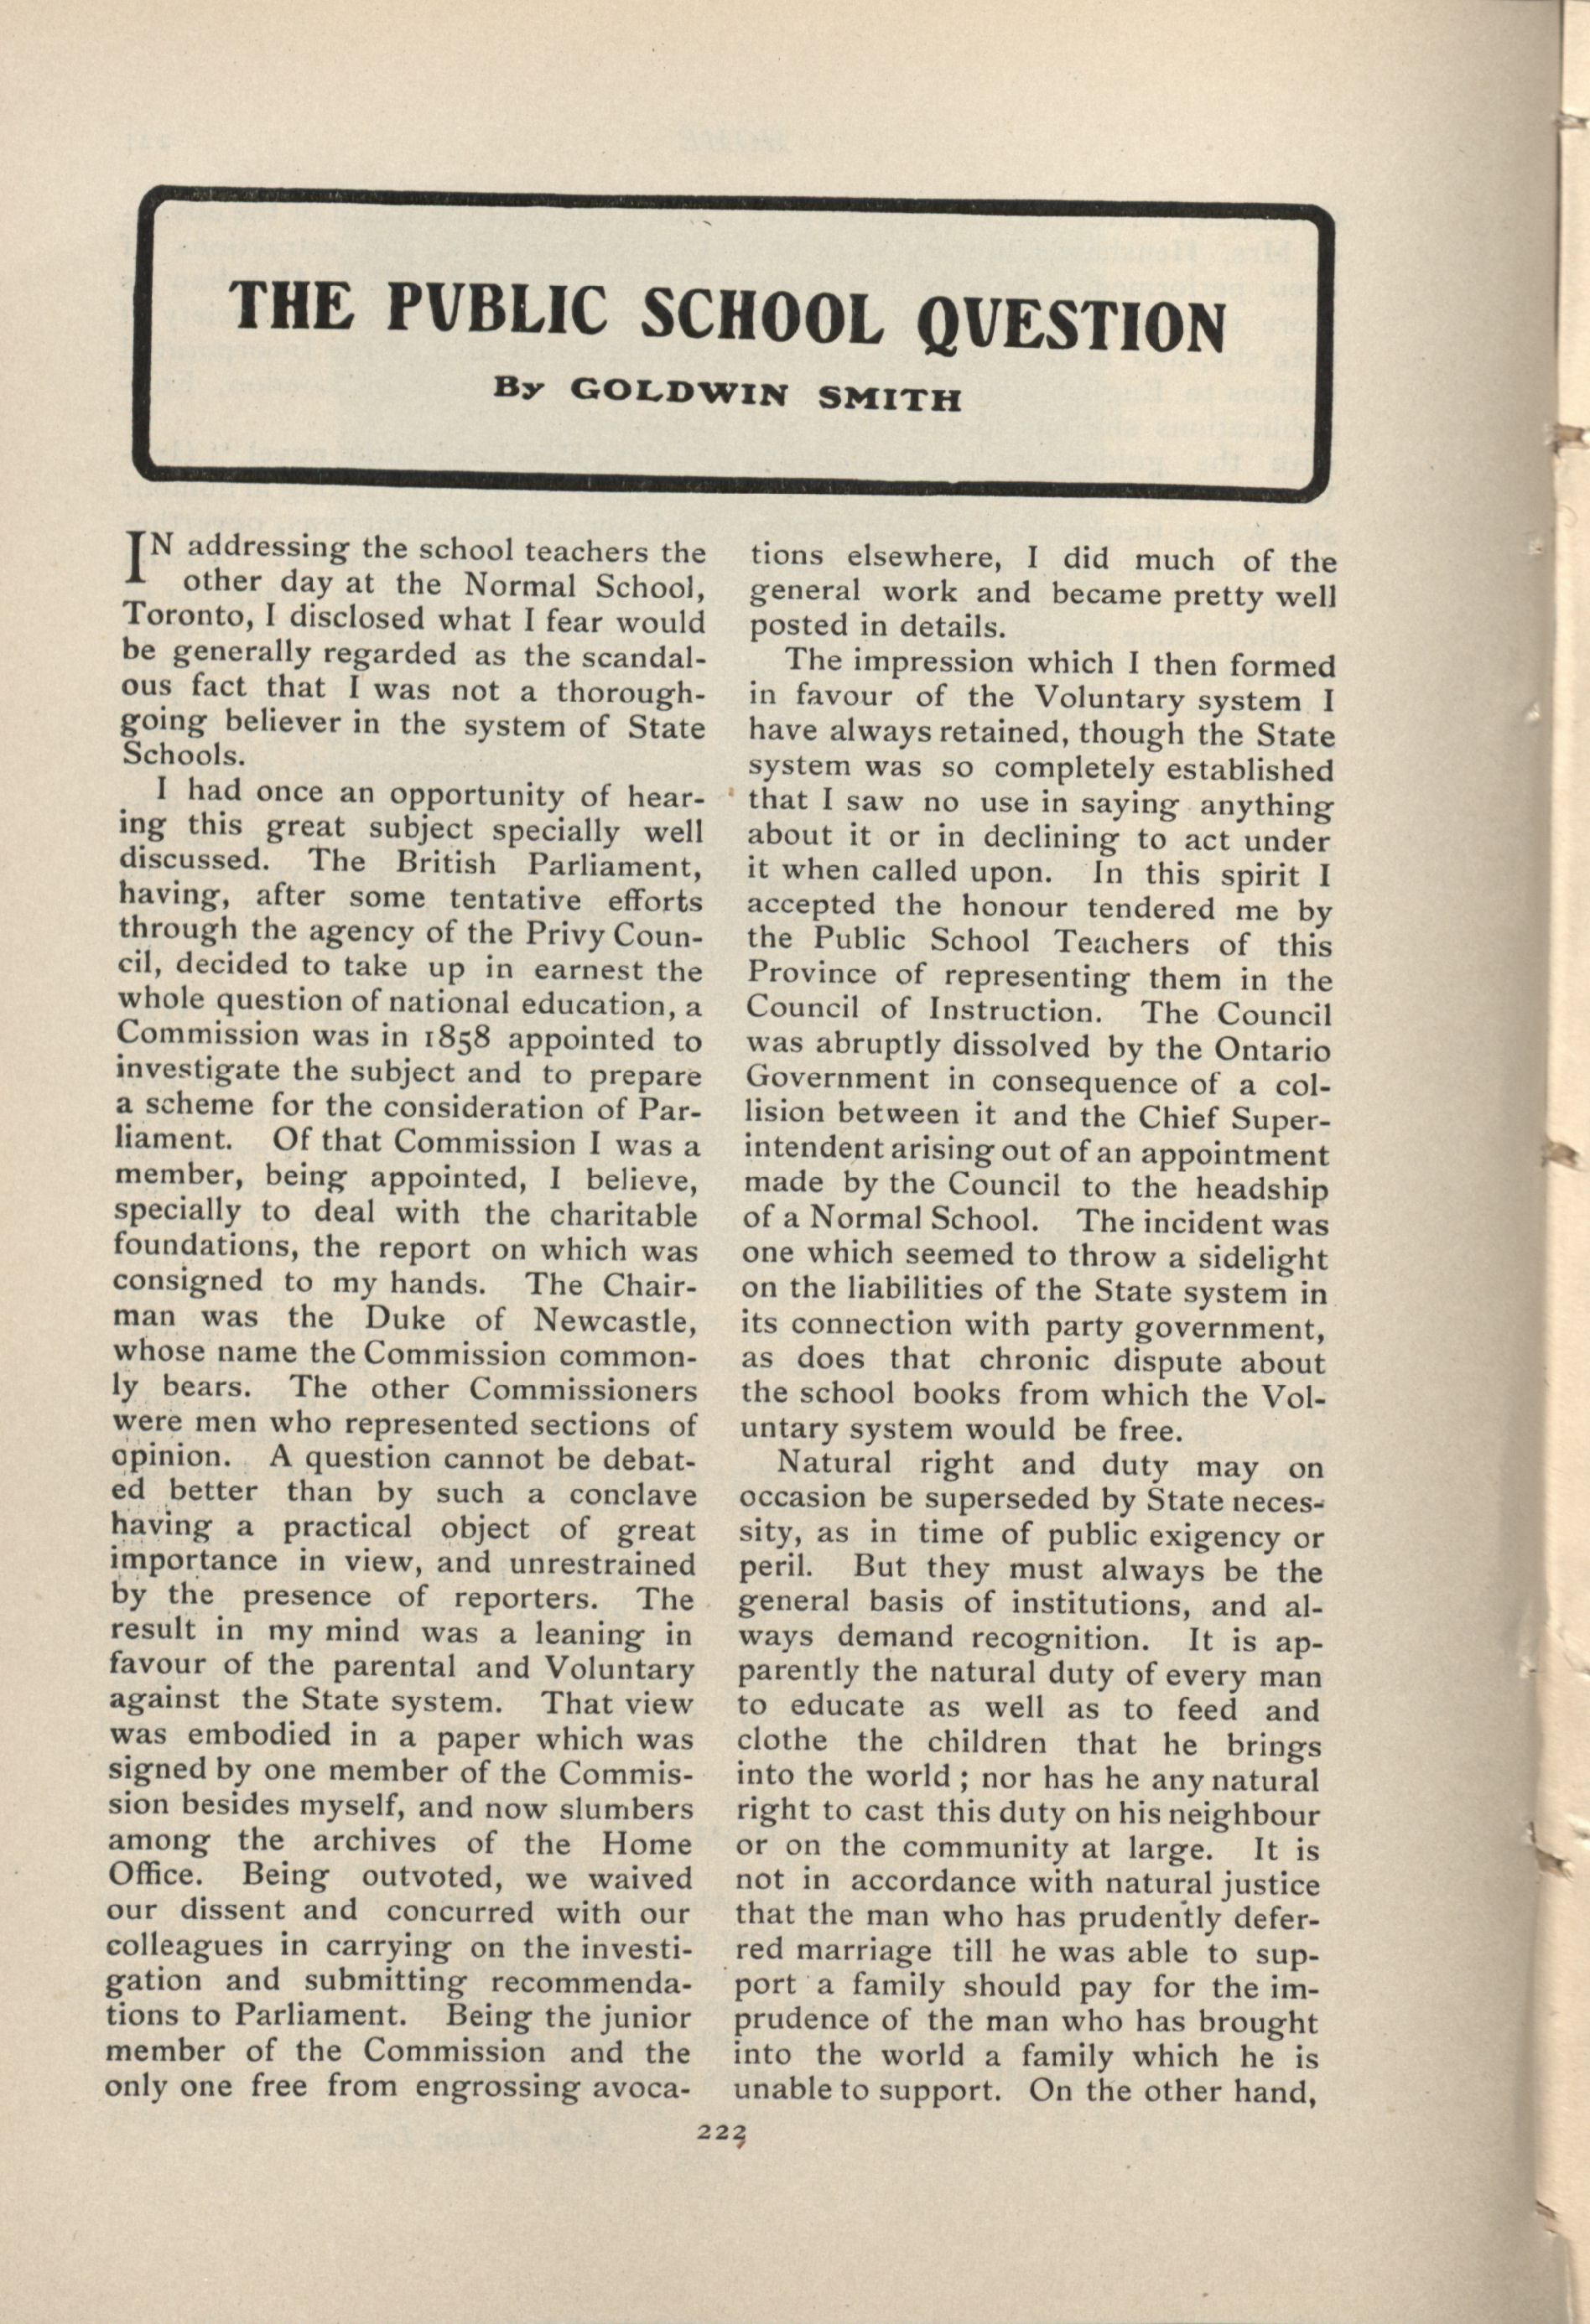 THE PVBLIC SCHOOL QVESTION
By GOLDWIN SMITH
IN addressing the school teachers the
other day at the Normal School,
Toronto, I disclosed what I fear would
be generally regarded as the scandal-
ous fact that I was not a thorough-
going believer in the system of State
Schools.
I had once an opportunity of hear-
ing this great subject specially well
discussed. The British Parliament,
having, after some tentative efforts
through the agency of the Privy Coun-
cil, decided to take up in earnest the
whole question of national education, a
Commission was in 1858 appointed to
investigate the subject and to prepare
a scheme for the consideration of Par-
liament. Of that Commission I was a
member, being appointed, I believe,
specially to deal with the charitable
foundations, the report on which was
consigned to my hands. The Chair-
man was the Duke of Newcastle,
whose name the Commission common-
ly bears. The other Commissioners
were men who represented sections of
opinion. A question cannot be debat-
ed better than by such a conclave
having a practical object of great
importance in view, and unrestrained
by the presence of reporters. The
result in my mind was a leaning in
favour of the parental and Voluntary
against the State system. That view
was embodied in a paper which was
signed by one member of the Commis-
sion besides myself, and now slumbers
among the archives of the Home
Office. Being outvoted, we waived
our dissent and concurred with our
colleagues in carrying on the investi-
gation and submitting recommenda-
tions to Parliament. Being the junior
member of the Commission and the
only one free from engrossing avoca-
tions elsewhere, I did much of the
general work and became pretty well
posted in details.
The impression which I then formed
in favour of the Voluntary system I
have always retained, though the State
system was so completely established
that I saw no use in saying anything
about it or in declining to act under
it when called upon. In this spirit I
accepted the honour tendered me by
the Public School Teachers of this
Province of representing them in the
Council of Instruction. The Council
was abruptly dissolved by the Ontario
Government in consequence of a col-
lision between it and the Chief Super-
intendent arising out of an appointment
made by the Council to the headship
of a Normal School. The incident was
one which seemed to throw a sidelight
on the liabilities of the State system in
its connection with party government,
as does that chronic dispute about
the school books from which the Vol-
untary system would be free.
Natural right and duty may on
occasion be superseded by State neces-
sity, as in time of public exigency or
peril. But they must always be the
general basis of institutions, and al-
ways demand recognition. It is ap-
parently the natural duty of every man
to educate as well as to feed and
clothe the children that he brings
into the world; nor has he any natural
right to cast this duty on his neighbour
or on the community at large. It is
not in accordance with natural justice
that the man who has prudently defer-
red marriage till he was able to sup-
port a family should pay for the im-
prudence of the man who has brought
into the world a family which he is
unable to support. On the other hand,
222